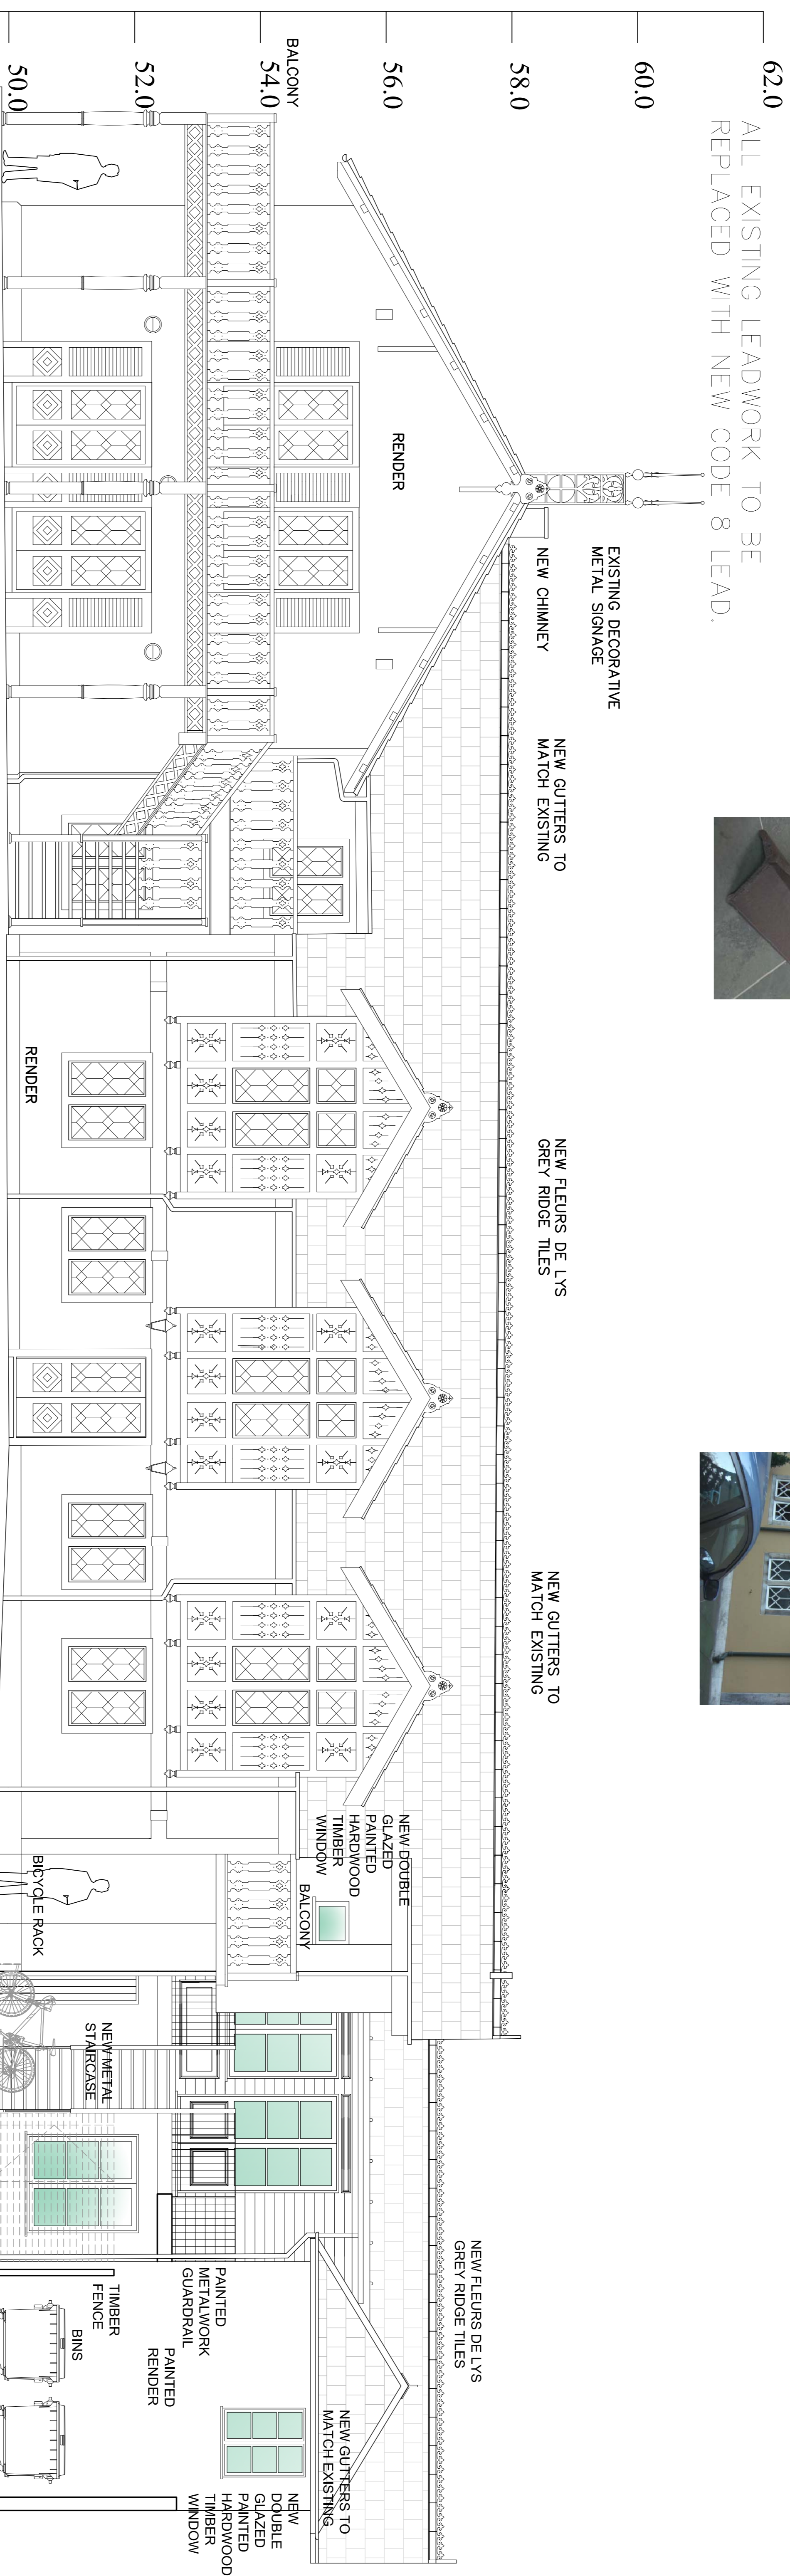 ALL EXISTING LEADWORK TO BE
REPLACED WITH NEW CODE 8 LEAD.
62.0
60.0
58.0
56.0
54.0
52.0
50.0
BALCONY
RENDER
EXISTING DECORATIVE
METAL SIGNAGE
NEW CHIMNEY
NEW GUTTERS TO
MATCH EXISTING
NEW FLEURS DE LYS
GREY RIDGE TILES
NEW GUTTERS TO
MATCH EXISTING
RENDER
NEW DOUBLE
GLAZED
PAINTED
HARDWOOD
TIMBER
WINDOW
BALCONY
BICYCLE RACK
NEW METAL
STAIRCASE
NEW FLEURS DE LYS
GREY RIDGE TILES
PAINTED
METALWORK
GUARDRAIL
TIMBER
FENCE
BINS
PAINTED
RENDER
NEW GUTTERS TO
MATCH EXISTING
NEW
DOUBLE
GLAZED
PAINTED
HARDWOOD
TIMBER
WINDOW